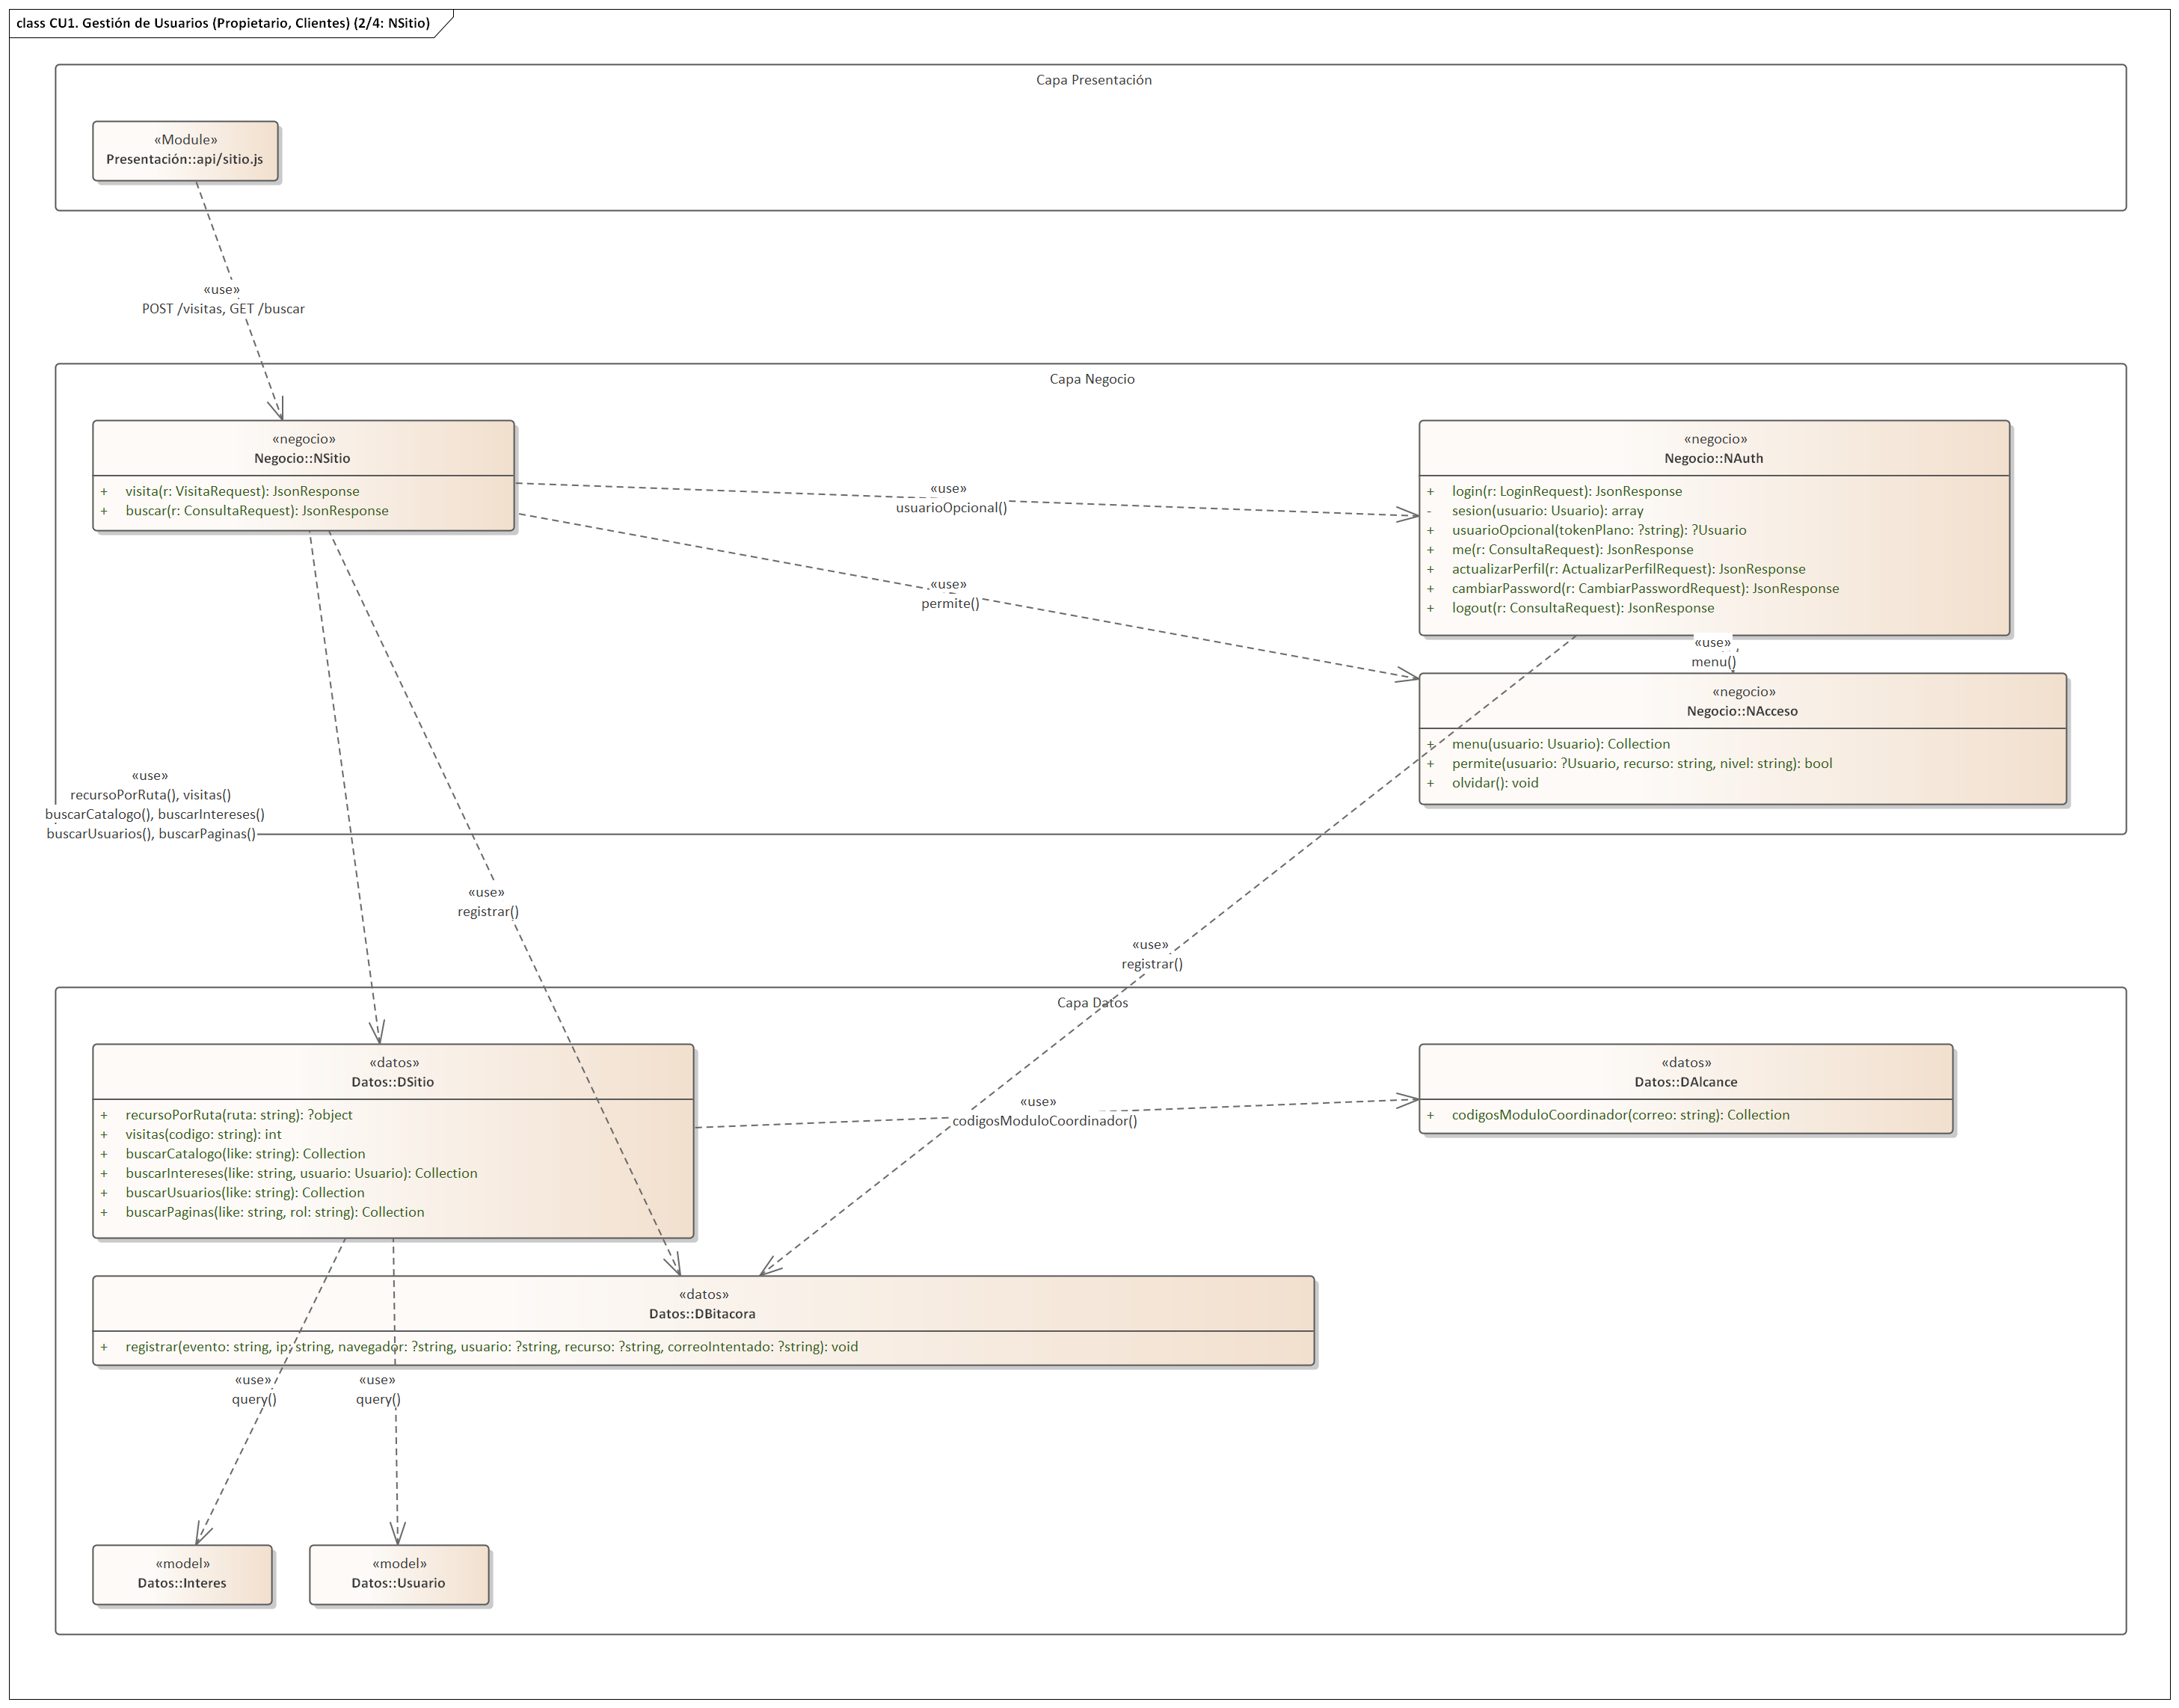 class CU1. Gestión de Usuarios (Propietario, Clientes) (2/4: NSitio)
Capa Presentación
«Module»
Presentación::api/sitio.js
«use»
POST /visitas, GET /buscar
Capa Negocio
«negocio»
Negocio::NSitio
+ visita(r: VisitaRequest): JsonResponse
+ buscar(r: ConsultaRequest): JsonResponse
«use»
usuarioOpcional()
«use»
permite()
«negocio»
Negocio::NAuth
+ login(r: LoginRequest): JsonResponse
- sesion(usuario: Usuario): array
+ usuarioOpcional(tokenPlano: ?string): ?Usuario
+ me(r: ConsultaRequest): JsonResponse
+ actualizarPerfil(r: ActualizarPerfilRequest): JsonResponse
+ cambiarPassword(r: CambiarPasswordRequest): JsonResponse
+ logout(r: ConsultaRequest): JsonResponse
«use»
menu()
«negocio»
Negocio::NAcceso
+ menu(usuario: Usuario): Collection
+ permite(usuario: ?Usuario, recurso: string, nivel: string): bool
+ olvidar(): void
«use»
recursoPorRuta(), visitas()
buscarCatalogo(), buscarIntereses()
buscarUsuarios(), buscarPaginas()
«use»
registrar()
«use»
registrar()
Capa Datos
«datos»
Datos::DSitio
+ recursoPorRuta(ruta: string): ?object
+ visitas(codigo: string): int
+ buscarCatalogo(like: string): Collection
+ buscarIntereses(like: string, usuario: Usuario): Collection
+ buscarUsuarios(like: string): Collection
+ buscarPaginas(like: string, rol: string): Collection
«use»
codigosModuloCoordinador()
«datos»
Datos::DAlcance
+ codigosModuloCoordinador(correo: string): Collection
«datos»
Datos::DBitacora
+ registrar(evento: string, ip: string, navegador: ?string, usuario: ?string, recurso: ?string, correoIntentado: ?string): void
«use»
query()
«use»
query()
«model»
Datos::Interes
«model»
Datos::Usuario